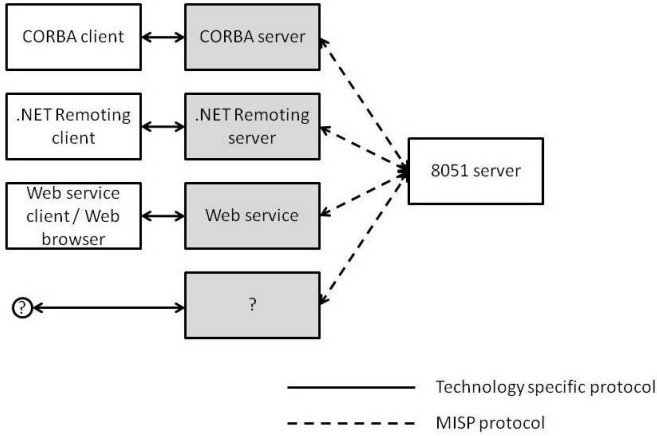 CORBA client
CORBA server
.NET Remoting
client
.NET Remoting
server
8051 server
Web service
client / Web
browser
Web service
?
?
Technology specific protocol
MISP protocol